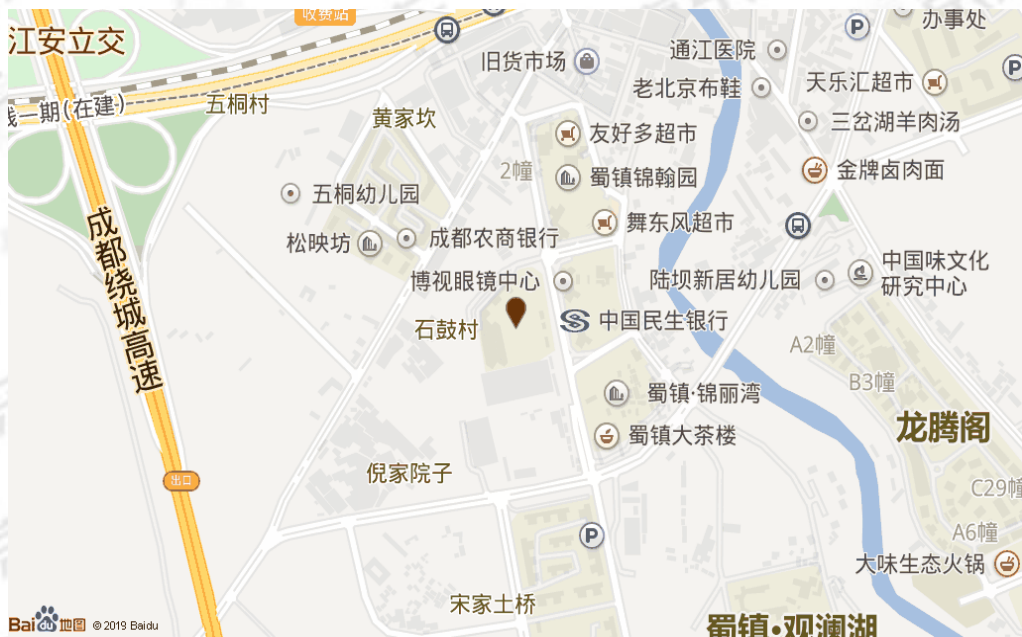 收费站
办事处
江安立交
P
通江医院
旧货市场
P
老北京布鞋
天乐汇超市
线一期(在建)
五桐村
黄家坎
三岔湖羊肉汤
友好多超市
2幢
金牌卤肉面
蜀镇锦翰园
五桐幼儿园
舞东风超市
松映坊
成都农商银行
成都绕城高速
博视眼镜中心
陆坝新居幼儿园
中国味文化
研究中心
石鼓村
中国民生银行
A2幢
B3幢
蜀镇·锦丽湾
龙腾阁
蜀镇大茶楼
倪家院子
出口
C29幢
P
A6幢
大味生态火锅
宋家土桥
蜀镇·观澜湖
Bai du 地图 © 2019 Baidu